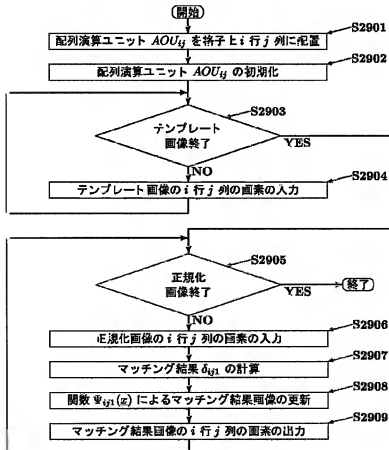 開始
S2901
配列演算ユニット AOUij を格子上 i 行 j 列に配置
S2902
配列演算ユニット AOUij の初期化
S2903
テンプレート
画像終了
YES
NO
S2904
テンプレート画像の i 行 j 列の画素の入力
S2905
正規化
画像終了
YES
終了
NO
S2906
正規化画像の i 行 j 列の画素の入力
S2907
マッチング結果 δij1 の計算
S2908
関数 Ψij1(x) によるマッチング結果画像の更新
S2909
マッチング結果画像の i 行 j 列の画素の出力